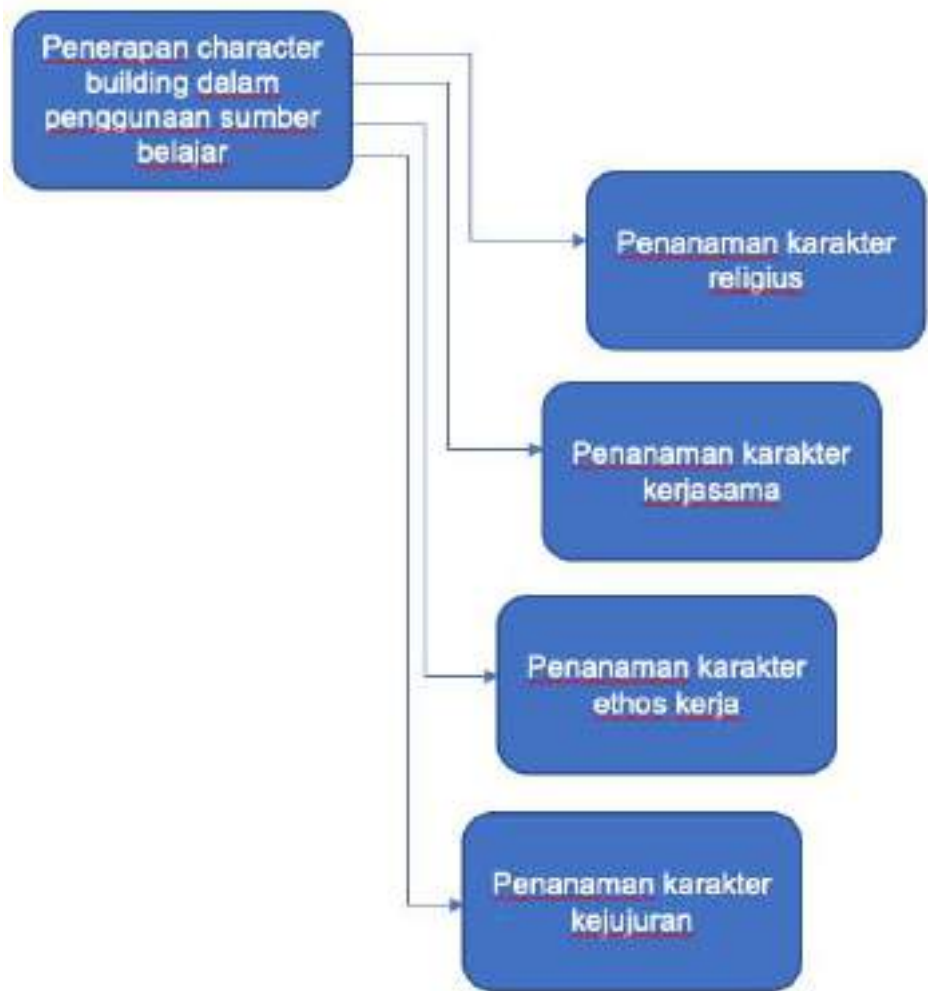 Penerapan character
building dalam
penggunaan sumber
belajar
Penanaman karakter
religius
Penanaman karakter
kerjasama
Penanaman karakter
ethos kerja
Penanaman karakter
kejujuran